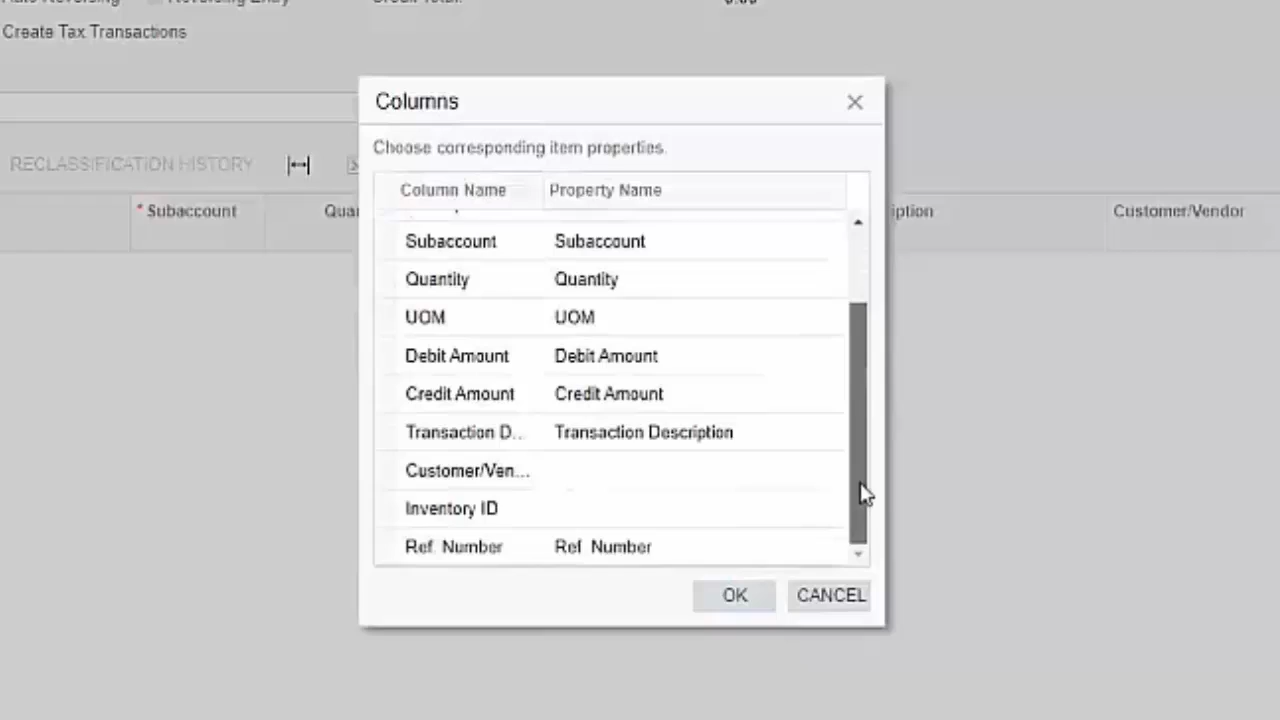 Create Tax Transactions
Columns
Choose corresponding item properties.
RECLASSIFICATION HISTORY
Column Name Property Name
* Subaccount
Customer/Vendor
Subaccount Subaccount
Quantity Quantity
UOM UOM
Debit Amount Debit Amount
Credit Amount Credit Amount
Transaction D... Transaction Description
Customer/Ven...
Inventory ID
Ref. Number Ref. Number
OK CANCEL